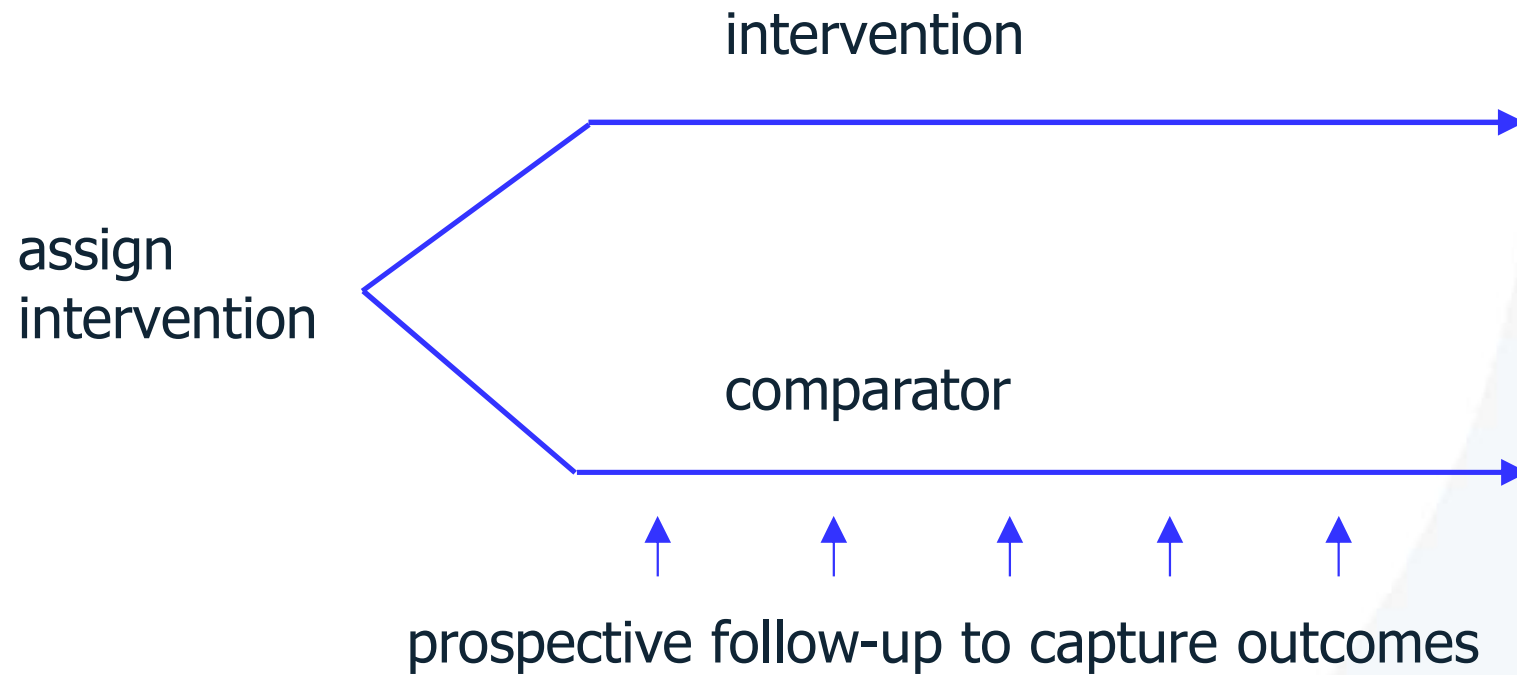 intervention
assign
intervention
comparator
prospective follow-up to capture outcomes